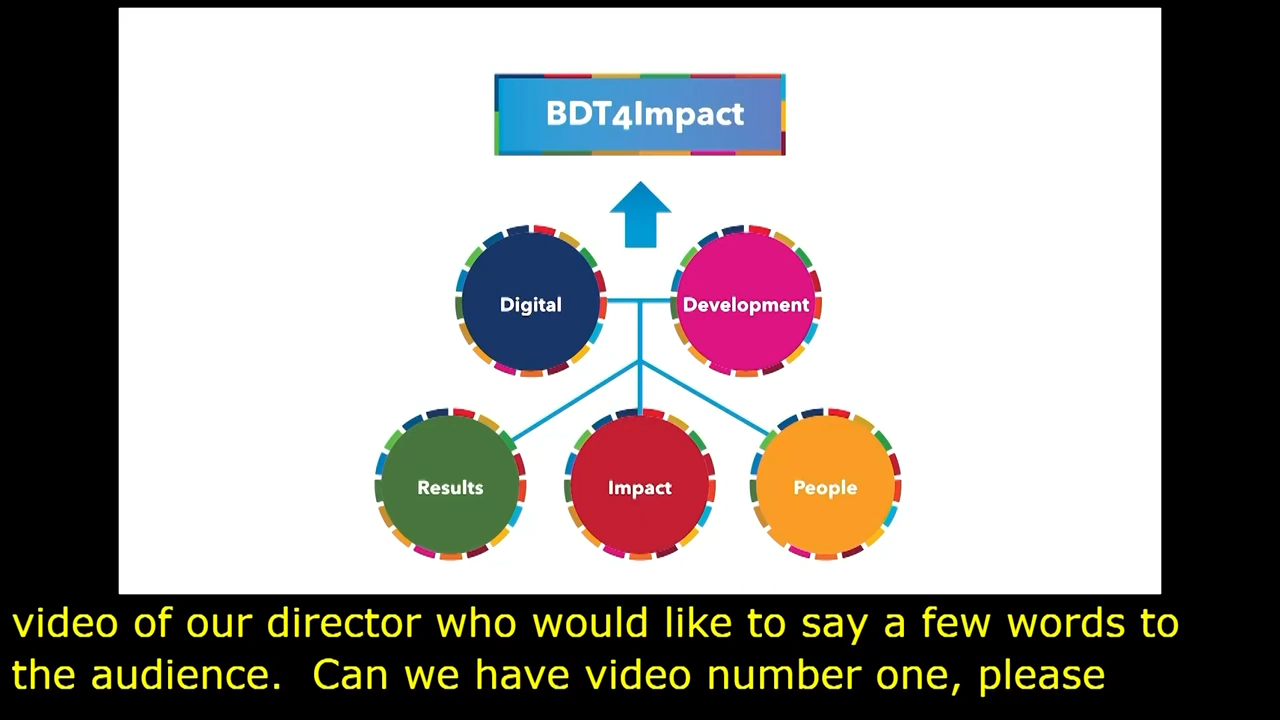 BDT4Impact
Digital
Development
Results
Impact
People
video of our director who would like to say a few words to
the audience.  Can we have video number one, please